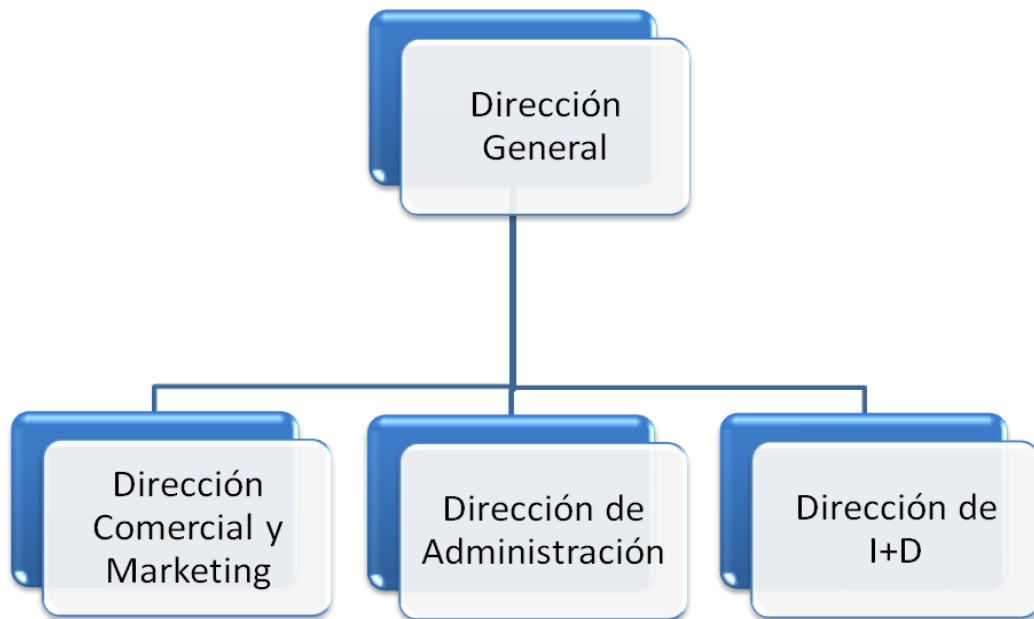 Dirección
General
Dirección
Comercial y
Marketing
Dirección de
Administración
Dirección de
I+D